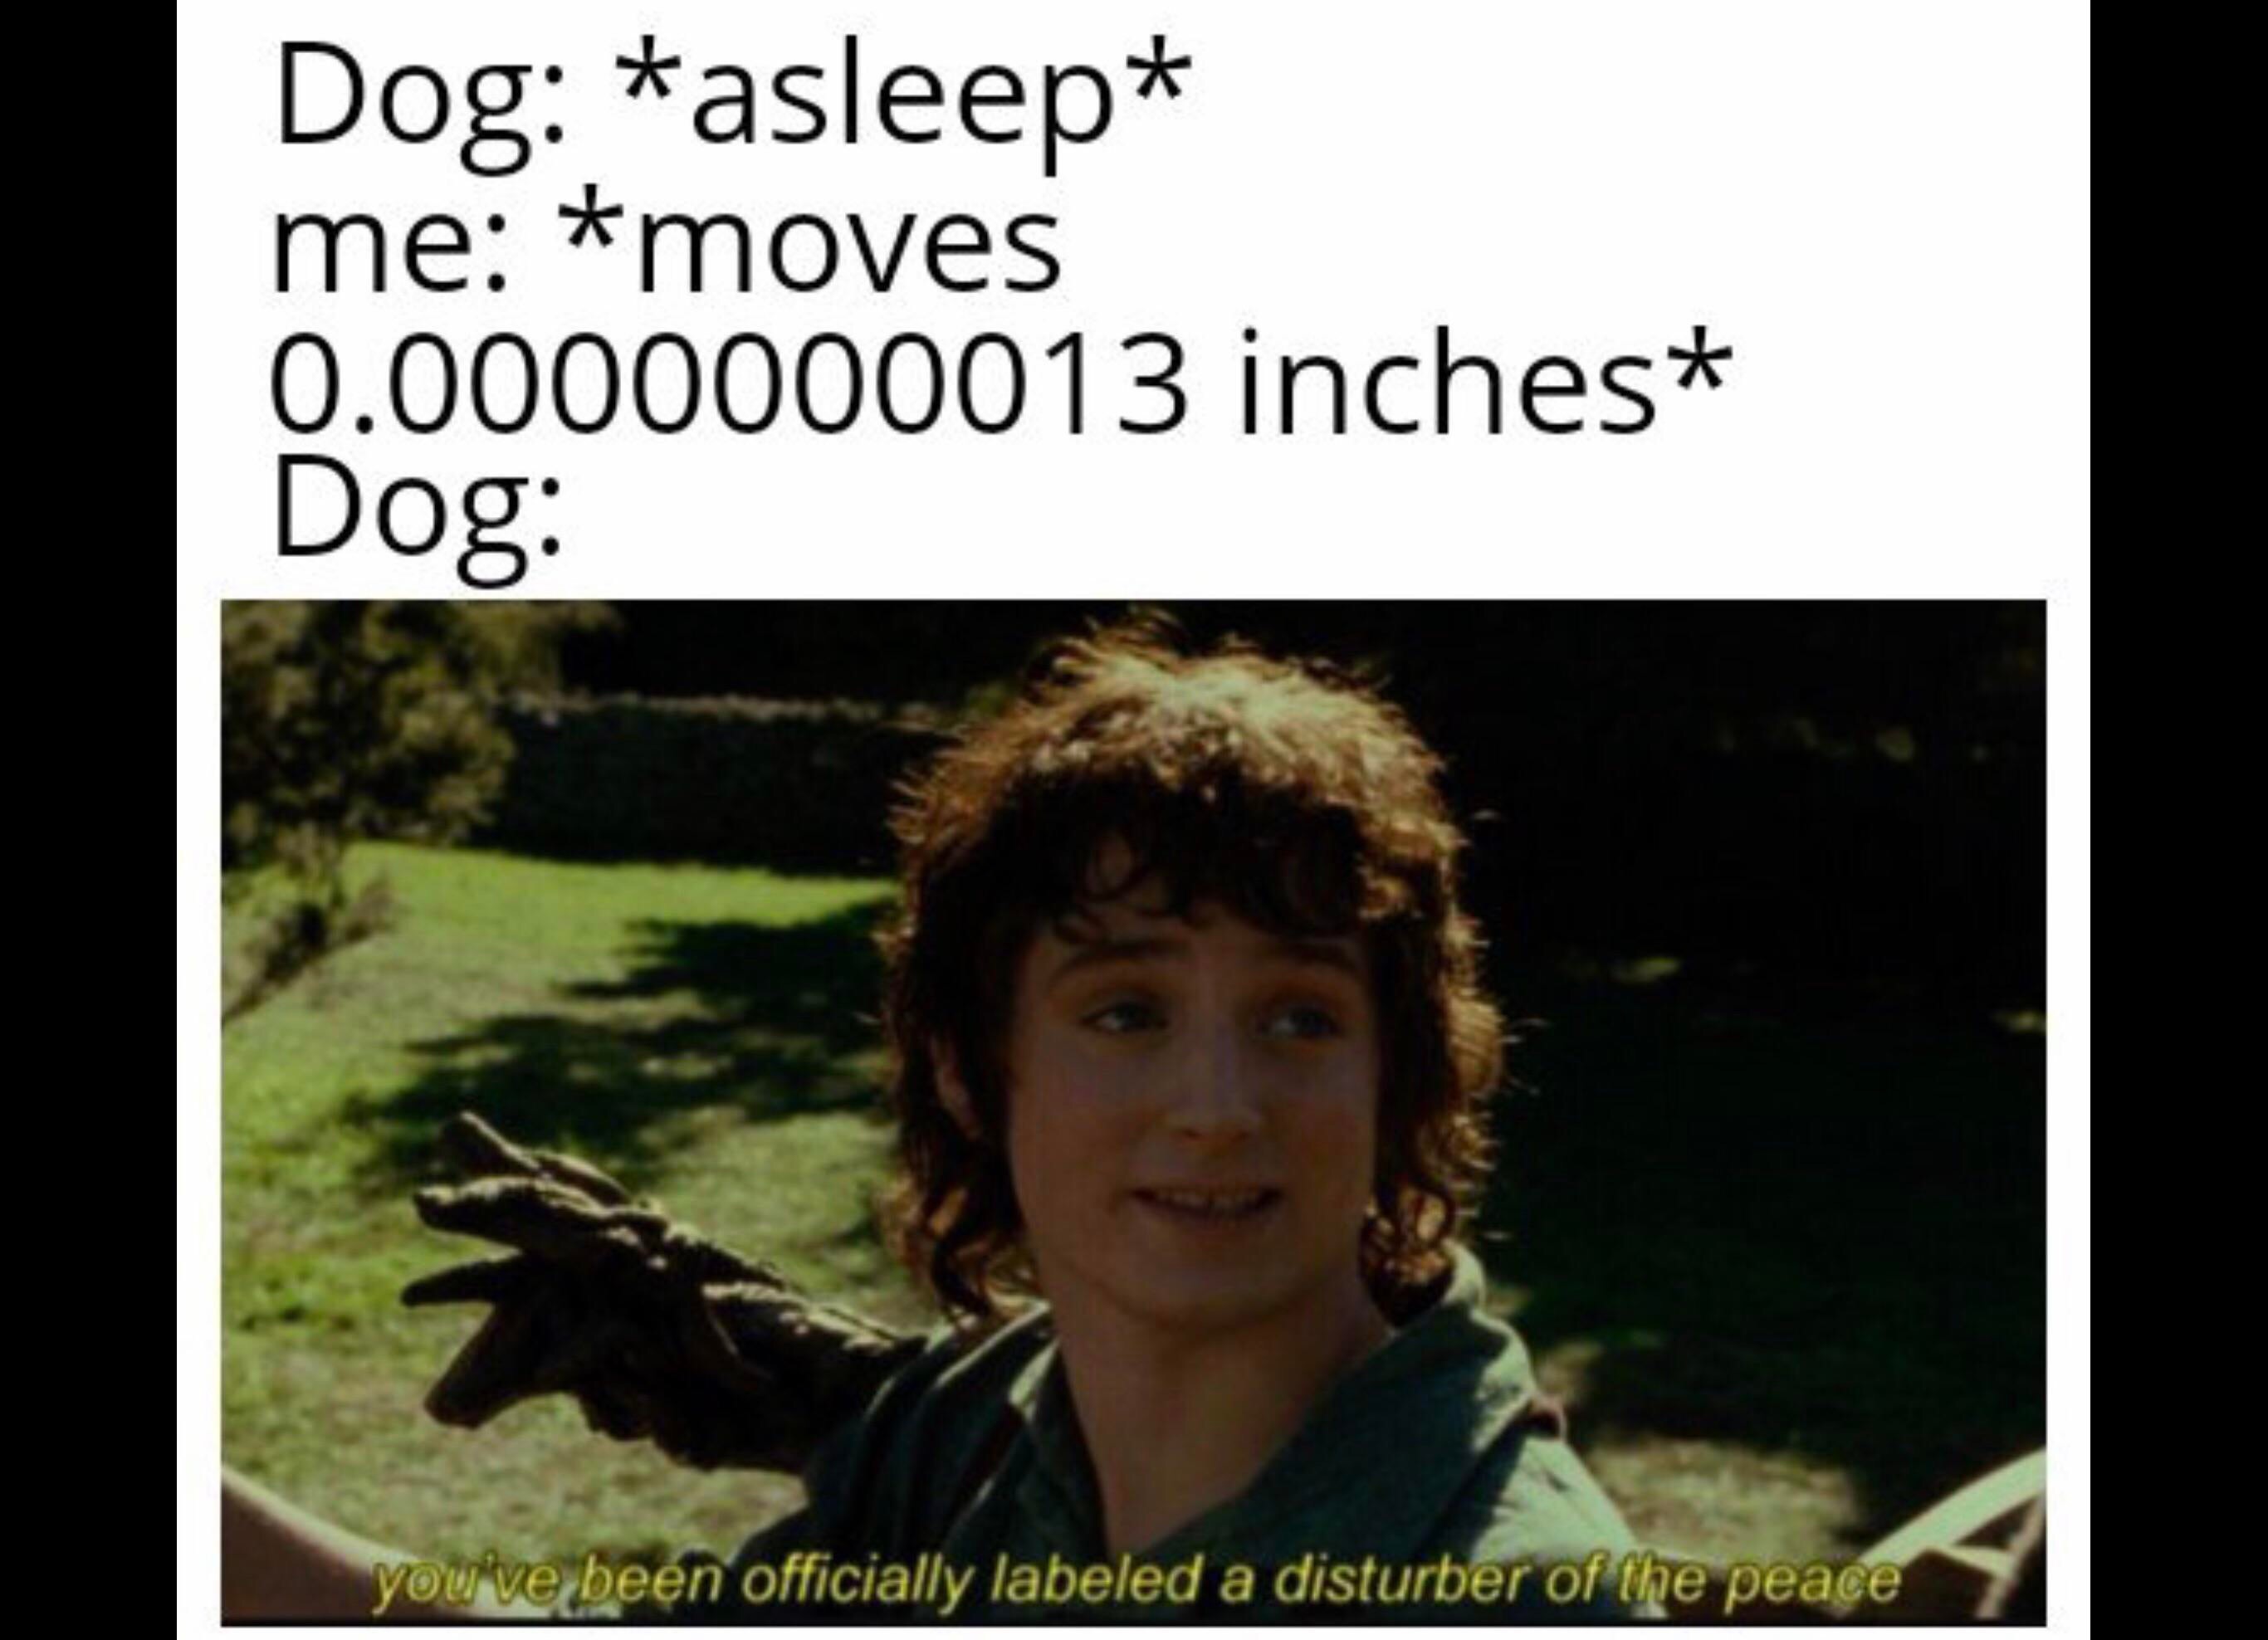 Dog: *asleep*
me: *moves
0.0000000013 inches*
Dog:
you've been officially labeled a disturber of the peace